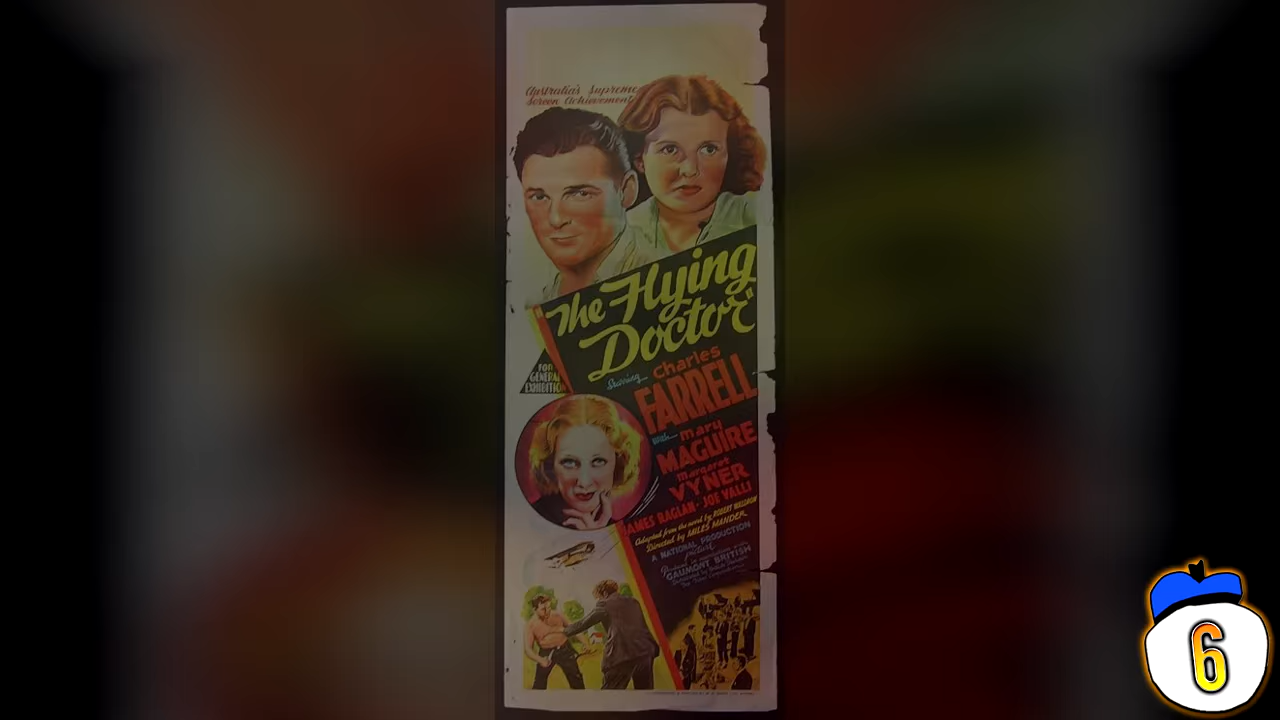 Australia's Supreme
Screen Achievement
"The Flying
Doctor"
Starring
Charles
FARRELL
FOR
GENERAL
EXHIBITION
with mary
MAGUIRE
margaret
VYNER
JAMES RAGLAN · JOE VALLI
Adapted from the novel by ROBERT WALDRON
Directed by MILES MANDER
A NATIONAL PRODUCTION
picture
GAUMONT BRITISH
6